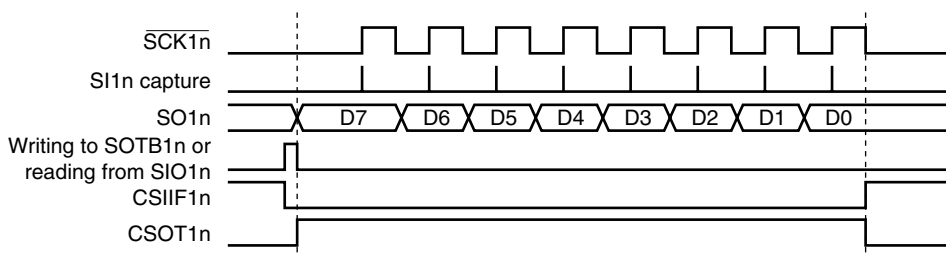 SCK1n
SI1n capture
SO1n D7 D6 D5 D4 D3 D2 D1 D0
Writing to SOTB1n or
reading from SIO1n
CSIIF1n
CSOT1n